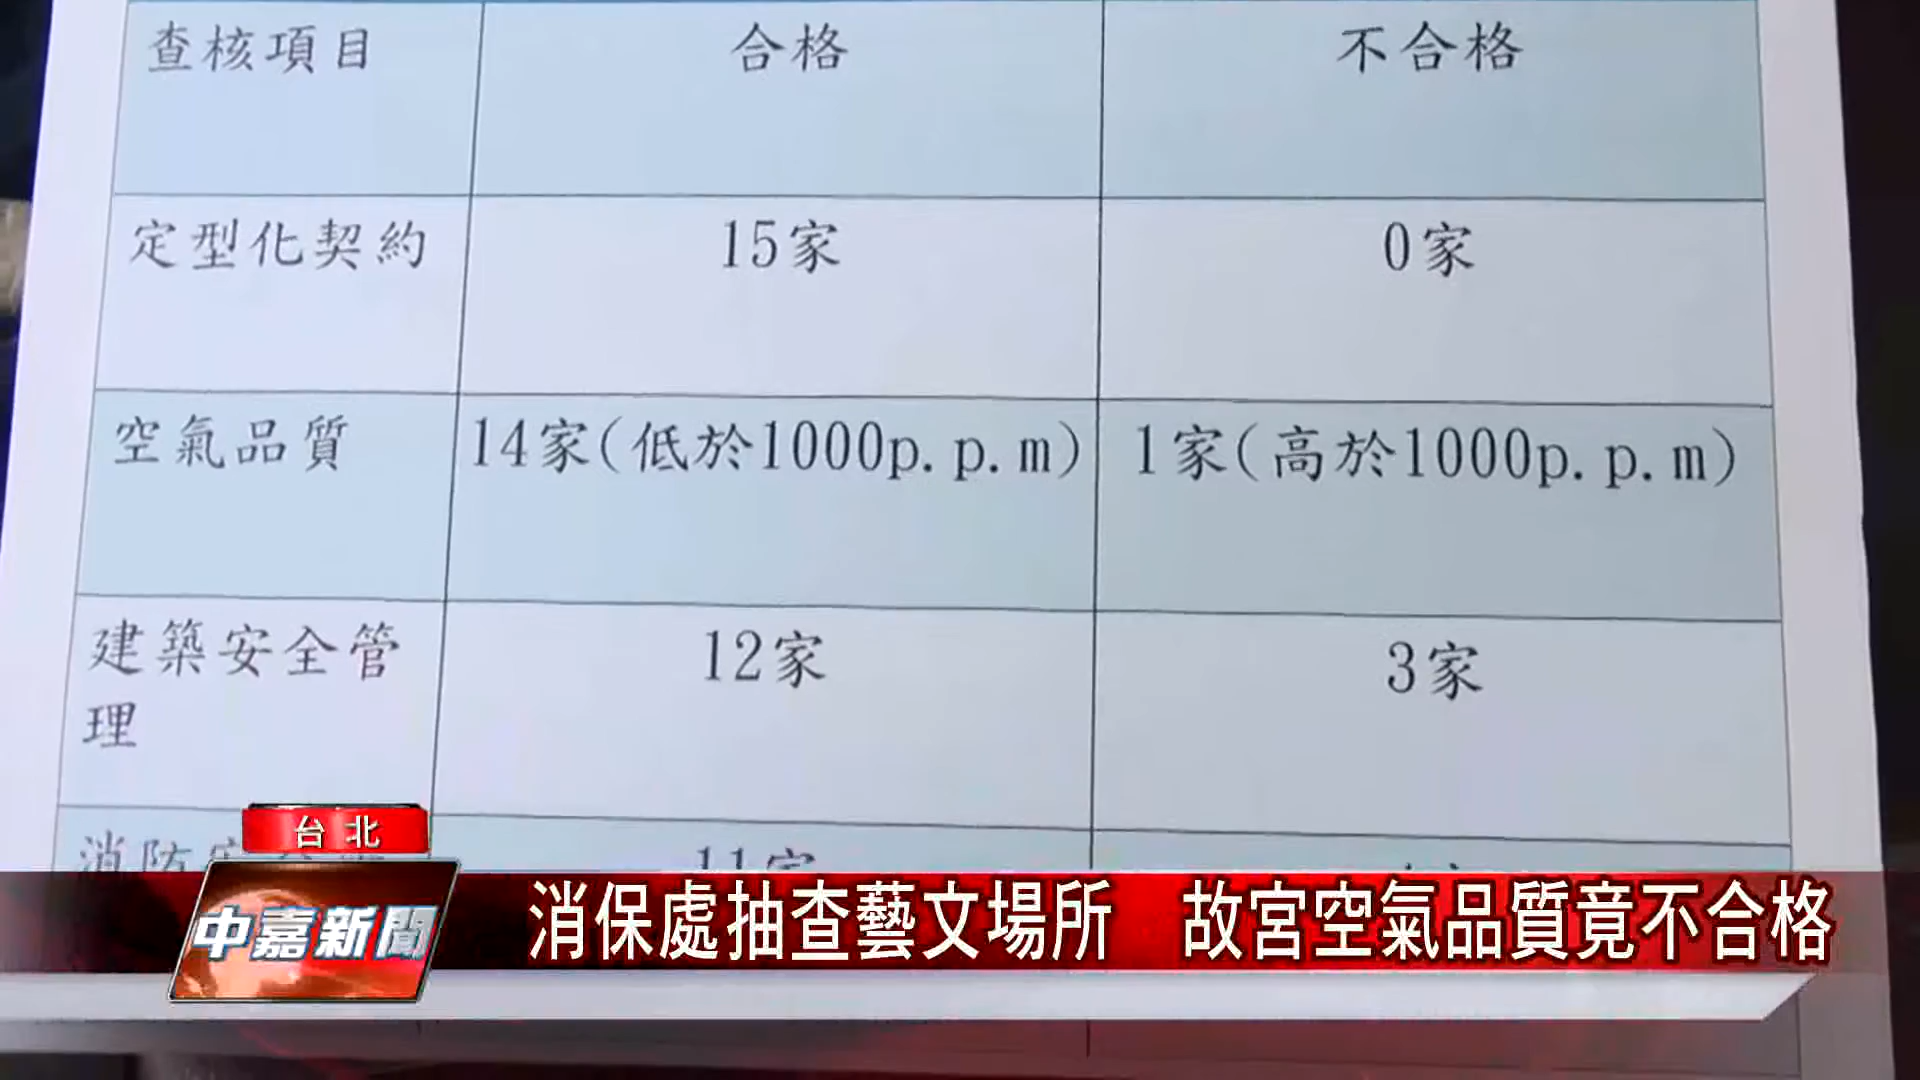 查核項目 合格 不合格
定型化契約 15家 0家
空氣品質 14家(低於1000p.p.m) 1家(高於1000p.p.m)
建築安全管 12家 3家
理
消防安全 11家
台北
中嘉新聞
消保處抽查藝文場所 故宮空氣品質竟不合格